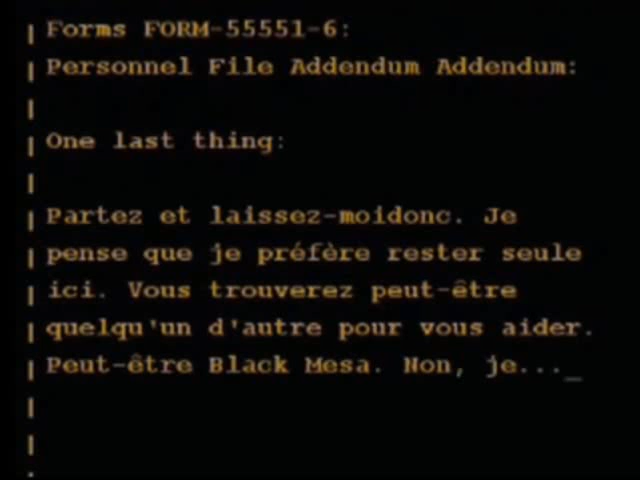 Forms FORM-55551-6:
Personnel File Addendum Addendum:
One last thing:
Partez et laissez-moidonc. Je
pense que je préfère rester seule
ici. Vous trouverez peut-être
quelqu'un d'autre pour vous aider.
Peut-être Black Mesa. Non, je..._